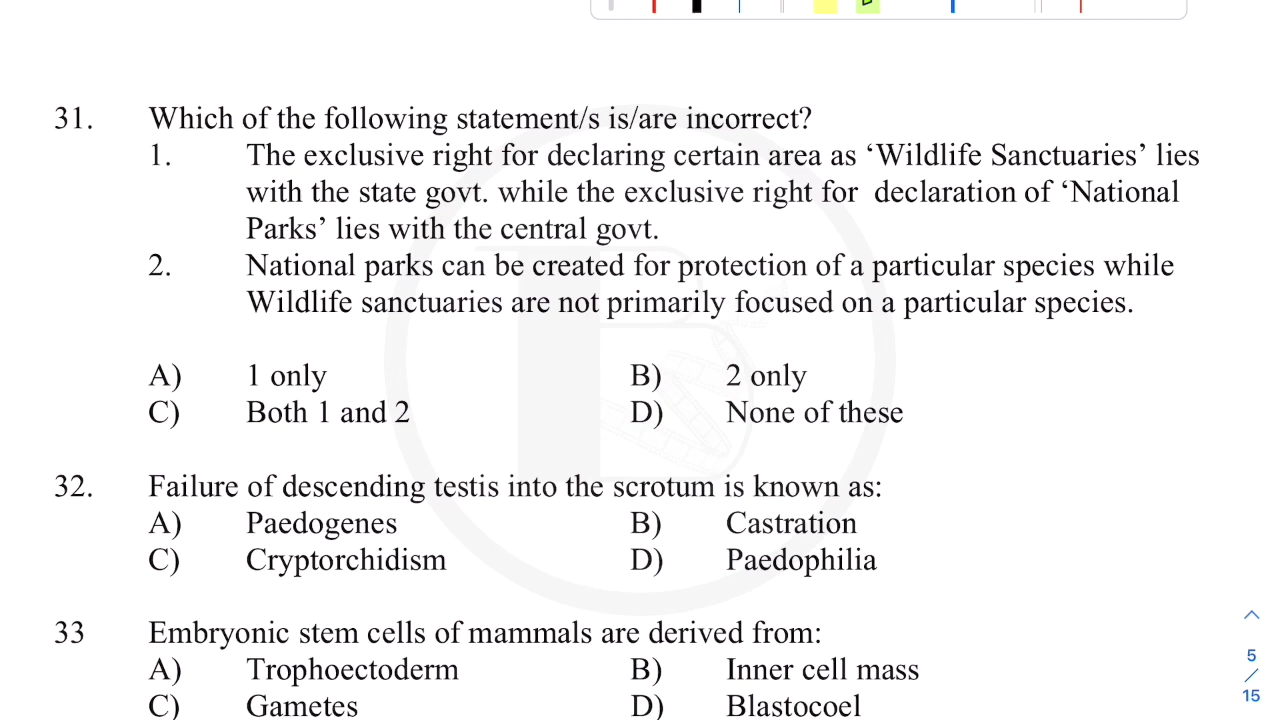 31. Which of the following statement/s is/are incorrect?
1. The exclusive right for declaring certain area as ‘Wildlife Sanctuaries’ lies
with the state govt. while the exclusive right for declaration of ‘National
Parks’ lies with the central govt.
2. National parks can be created for protection of a particular species while
Wildlife sanctuaries are not primarily focused on a particular species.
A) 1 only B) 2 only
C) Both 1 and 2 D) None of these
32. Failure of descending testis into the scrotum is known as:
A) Paedogenes B) Castration
C) Cryptorchidism D) Paedophilia
33 Embryonic stem cells of mammals are derived from:
A) Trophoectoderm B) Inner cell mass
C) Gametes D) Blastocoel
5
/
15